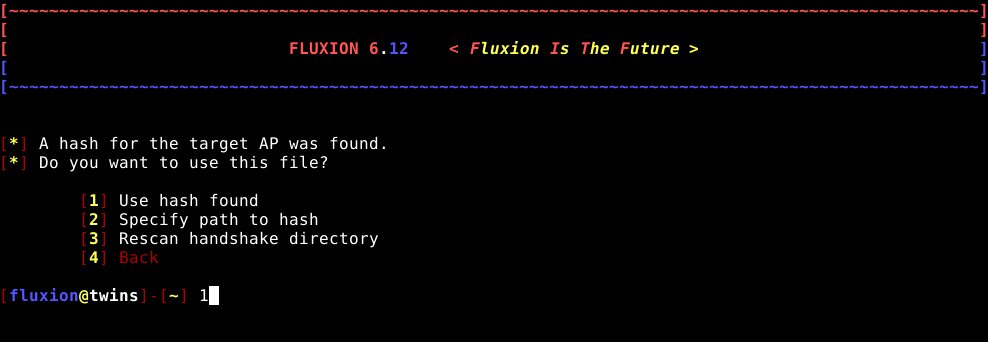 [~~~~~~~~~~~~~~~~~~~~~~~~~~~~~~~~~~~~~~~~~~~~~~~~~~~~~~~~~~~~~~~~~~~~~~~~~~~~~~~~~~~~~~~~~~~~~~~~~]
[ ]
[ FLUXION 6.12 < Fluxion Is The Future > ]
[ ]
[~~~~~~~~~~~~~~~~~~~~~~~~~~~~~~~~~~~~~~~~~~~~~~~~~~~~~~~~~~~~~~~~~~~~~~~~~~~~~~~~~~~~~~~~~~~~~~~~~]
[*] A hash for the target AP was found.
[*] Do you want to use this file?
[1] Use hash found
[2] Specify path to hash
[3] Rescan handshake directory
[4] Back
[fluxion@twins]-[~] 1